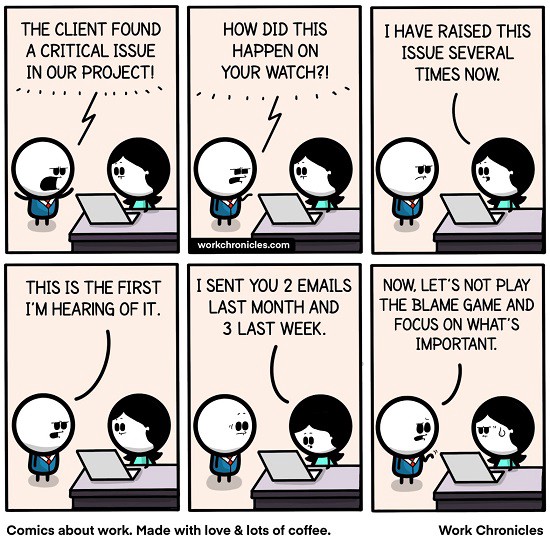 THE CLIENT FOUND
A CRITICAL ISSUE
IN OUR PROJECT!
HOW DID THIS
HAPPEN ON
YOUR WATCH?!
workchronicles.com
I HAVE RAISED THIS
ISSUE SEVERAL
TIMES NOW.
THIS IS THE FIRST
I'M HEARING OF IT.
I SENT YOU 2 EMAILS
LAST MONTH AND
3 LAST WEEK.
NOW, LET'S NOT PLAY
THE BLAME GAME AND
FOCUS ON WHAT'S
IMPORTANT.
Comics about work. Made with love & lots of coffee.
Work Chronicles